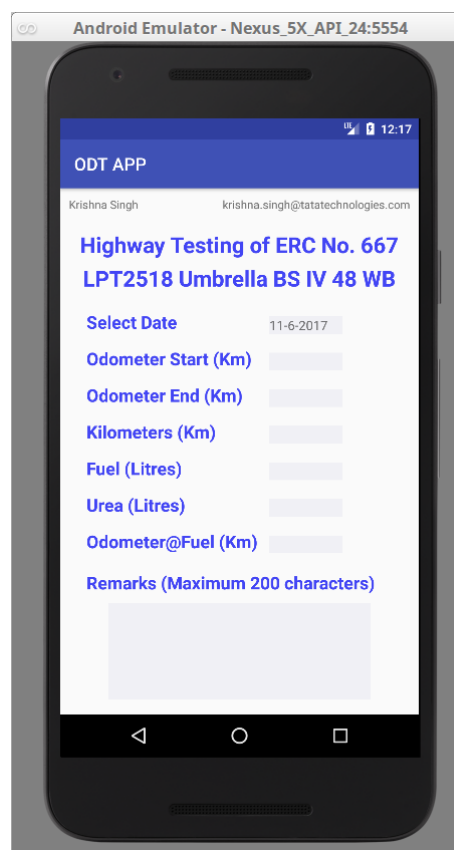 Android Emulator - Nexus_5X_API_24:5554
LTE 12:17
ODT APP
Krishna Singh krishna.singh@tatatechnologies.com
Highway Testing of ERC No. 667
LPT2518 Umbrella BS IV 48 WB
Select Date 11-6-2017
Odometer Start (Km)
Odometer End (Km)
Kilometers (Km)
Fuel (Litres)
Urea (Litres)
Odometer@Fuel (Km)
Remarks (Maximum 200 characters)